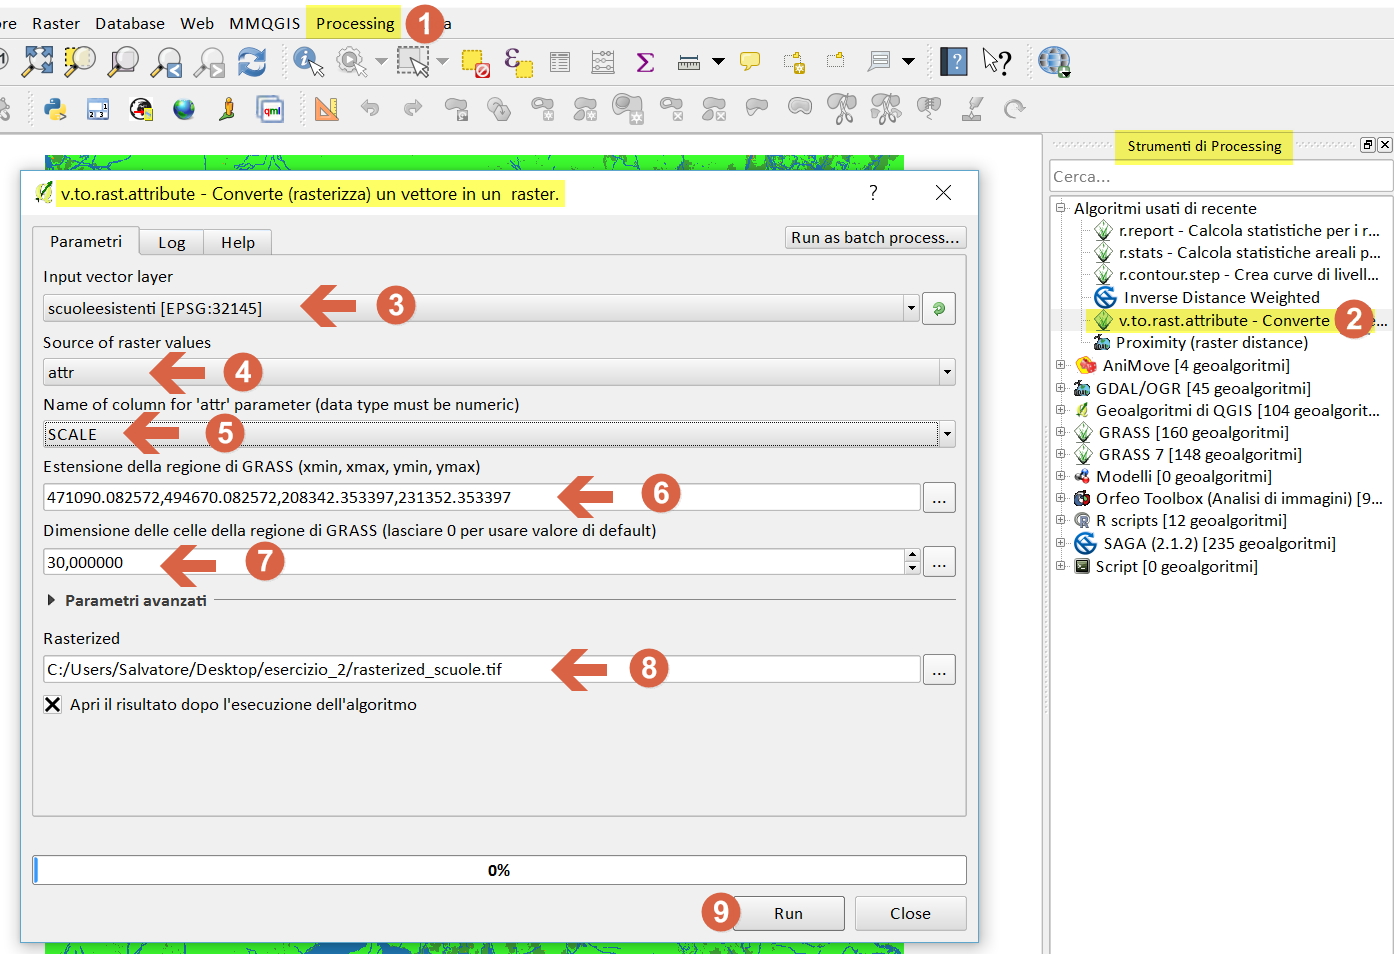 re Raster Database Web MMQGIS Processing 1 a
Strumenti di Processing
Cerca...
Algoritmi usati di recente
r.report - Calcola statistiche per i r...
r.stats - Calcola statistiche areali p...
r.contour.step - Crea curve di livell...
Inverse Distance Weighted
v.to.rast.attribute - Converte 2 e...
Proximity (raster distance)
AniMove [4 geoalgoritmi]
GDAL/OGR [45 geoalgoritmi]
Geoalgoritmi di QGIS [104 geoalgorit...
GRASS [160 geoalgoritmi]
GRASS 7 [148 geoalgoritmi]
Modelli [0 geoalgoritmi]
Orfeo Toolbox (Analisi di immagini) [9...
R scripts [12 geoalgoritmi]
SAGA (2.1.2) [235 geoalgoritmi]
Script [0 geoalgoritmi]
v.to.rast.attribute - Converte (rasterizza) un vettore in un raster.
?
Parametri Log Help Run as batch process...
Input vector layer
scuoleesistenti [EPSG:32145] 3
Source of raster values
attr 4
Name of column for 'attr' parameter (data type must be numeric)
SCALE 5
Estensione della regione di GRASS (xmin, xmax, ymin, ymax)
471090.082572,494670.082572,208342.353397,231352.353397 6 ...
Dimensione delle celle della regione di GRASS (lasciare 0 per usare valore di default)
30,000000 7 ...
Parametri avanzati
Rasterized
C:/Users/Salvatore/Desktop/esercizio_2/rasterized_scuole.tif 8 ...
Apri il risultato dopo l'esecuzione dell'algoritmo
0%
9 Run Close